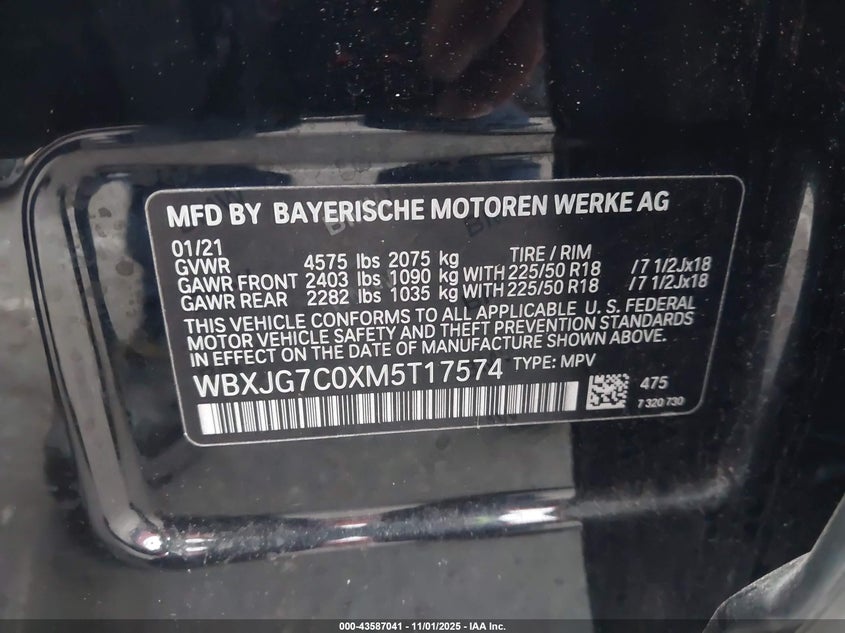 MFD BY BAYERISCHE MOTOREN WERKE AG
01/21 TIRE / RIM
GVWR 4575 lbs 2075 kg
GAWR FRONT 2403 lbs 1090 kg WITH 225/50 R18 /7 1/2Jx18
GAWR REAR 2282 lbs 1035 kg WITH 225/50 R18 /7 1/2Jx18
THIS VEHICLE CONFORMS TO ALL APPLICABLE U. S. FEDERAL
MOTOR VEHICLE SAFETY AND THEFT PREVENTION STANDARDS
IN EFFECT ON THE DATE OF MANUFACTURE SHOWN ABOVE.
WBXJG7C0XM5T17574 TYPE: MPV
475
7 320 730
000-43587041 - 11/01/2025 - IAA Inc.